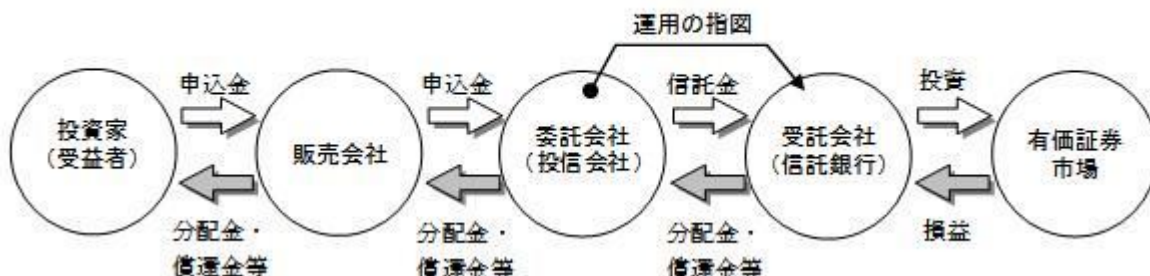 運用の指図
申込金
申込金
信託金
投資
投資家
(受益者)
販売会社
委託会社
(投信会社)
受託会社
(信託銀行)
有価証券
市場
分配金・
償還金等
分配金・
償還金等
分配金・
償還金等
損益